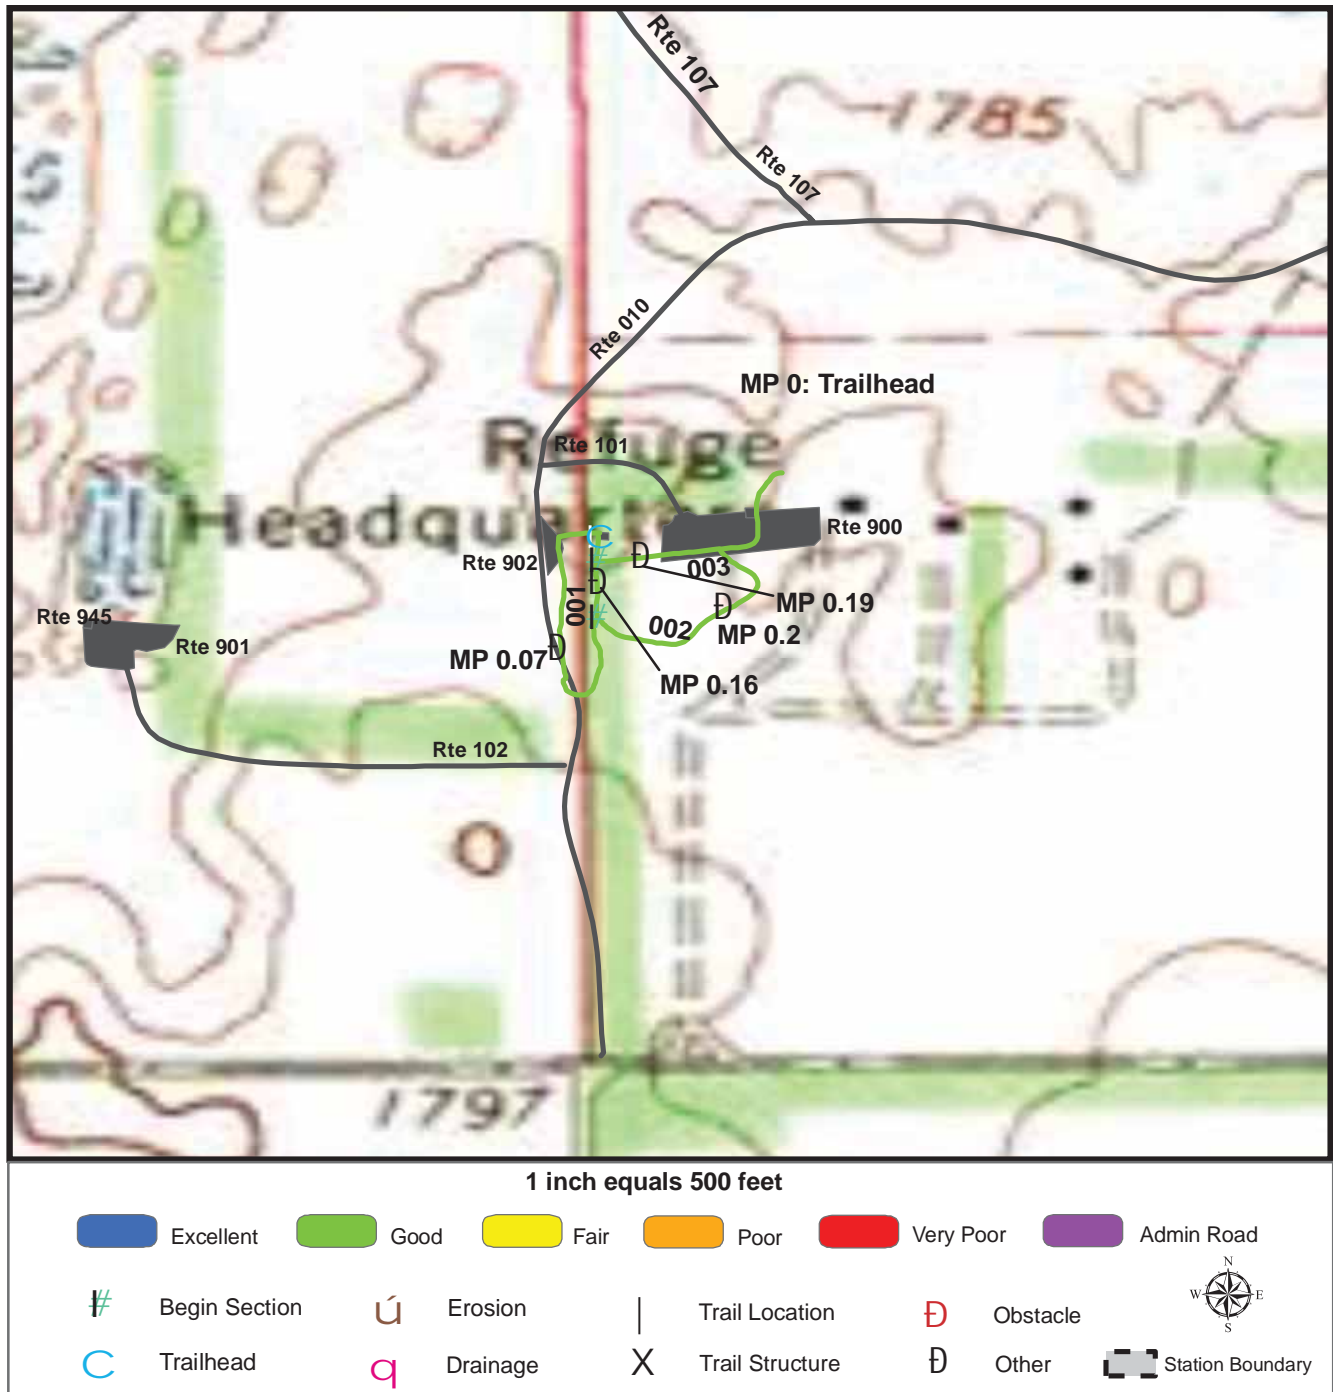 Rte 107
1785
Rte 107
Rte 010
MP 0: Trailhead
Refuge
Rte 101
Headquarters
Rte 900
Rte 902
003
001
MP 0.19
Rte 945
002
MP 0.2
Rte 901
MP 0.07
MP 0.16
Rte 102
1797
1 inch equals 500 feet
Excellent Good Fair Poor Very Poor Admin Road
N
W E
S
# Begin Section ú Erosion | Trail Location Đ Obstacle
C Trailhead q Drainage X Trail Structure Đ Other Station Boundary